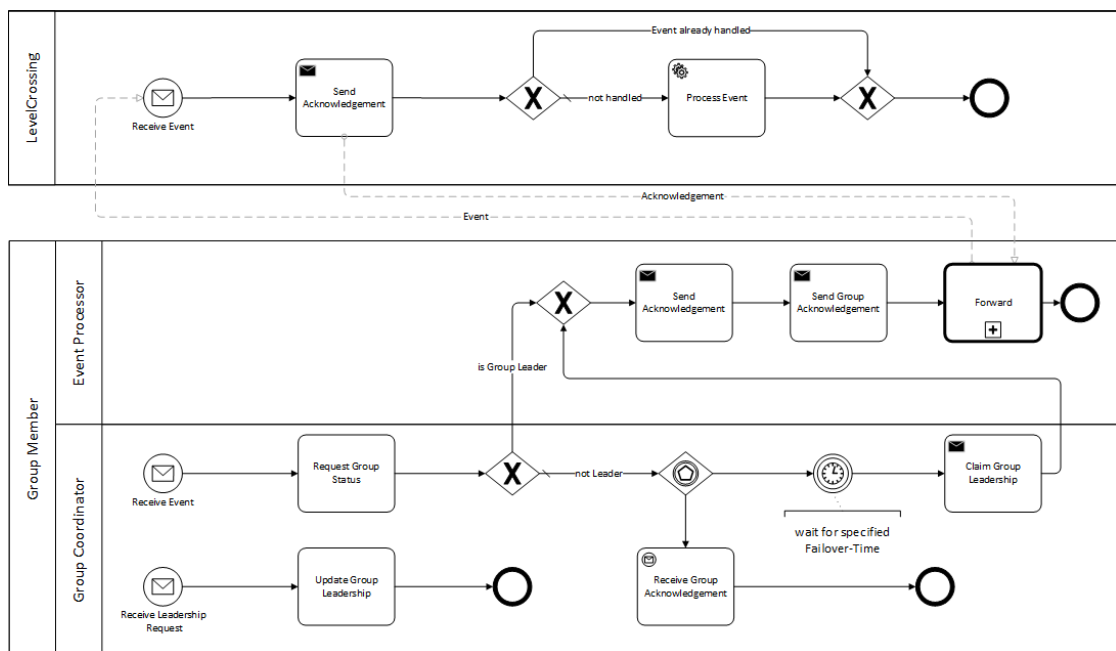 LevelCrossing
Event already handled
Send
Acknowledgement
not handled
Process Event
Receive Event
Acknowledgement
Event
Group Member
Event Processor
Send
Acknowledgement
Send Group
Acknowledgement
Forward
is Group Leader
Group Coordinator
Request Group
Status
not Leader
Claim Group
Leadership
Receive Event
wait for specified
Failover-Time
Update Group
Leadership
Receive Group
Acknowledgement
Receive Leadership
Request